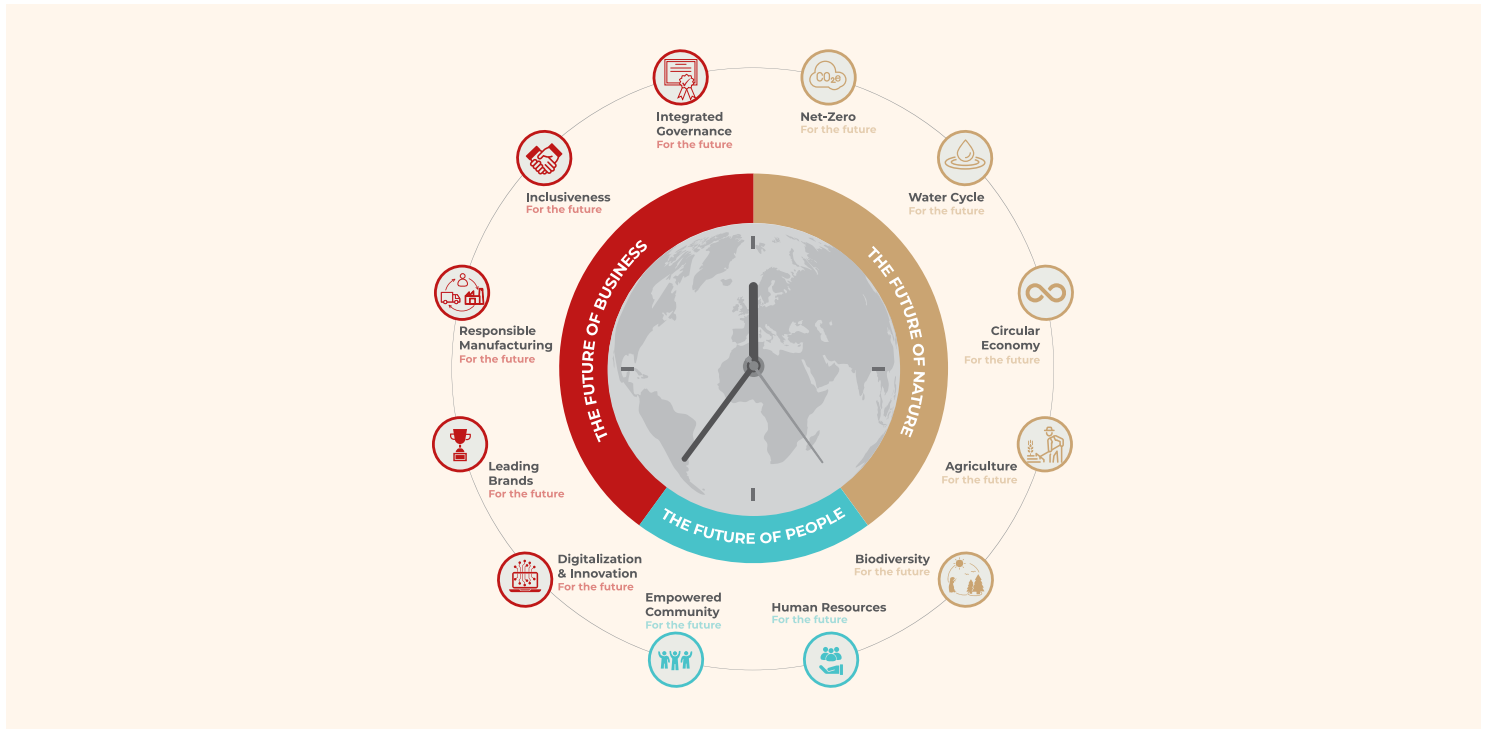 Integrated
Governance
For the future
Net-Zero
For the future
CO₂e
Inclusiveness
For the future
Water Cycle
For the future
Responsible
Manufacturing
For the future
Circular
Economy
For the future
THE FUTURE OF BUSINESS
THE FUTURE OF NATURE
THE FUTURE OF PEOPLE
Leading
Brands
For the future
Agriculture
For the future
Digitalization
& Innovation
For the future
Biodiversity
For the future
Empowered
Community
For the future
Human Resources
For the future